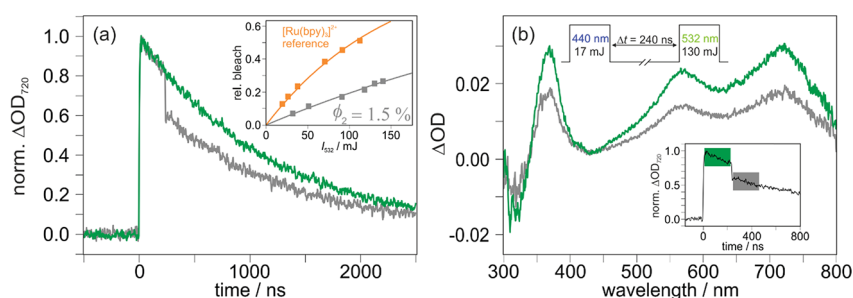 (a)
norm. ΔOD720
1.0
0.8
0.6
0.4
0.2
0.0
0
1000
2000
time / ns
rel. bleach
0.6
0.4
0.2
0.0
0
50
100
150
I532 / mJ
[Ru(bpy)3]2+
reference
ϕ2 = 1.5 %
(b)
ΔOD
0.02
0.00
-0.02
300
400
500
600
700
800
wavelength / nm
440 nm
17 mJ
Δt = 240 ns
532 nm
130 mJ
norm. ΔOD720
1.0
0.5
0.0
0
400
800
time / ns